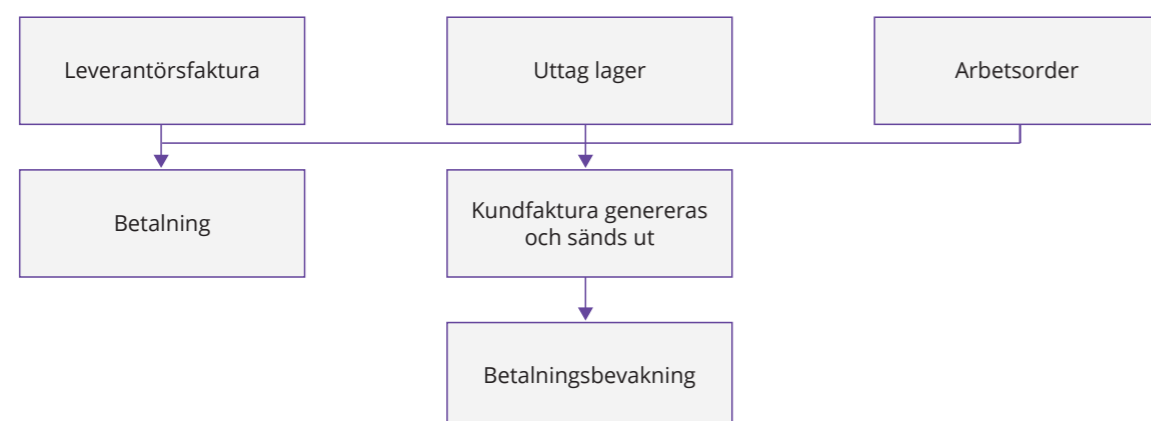 Leverantörsfaktura
Uttag lager
Arbetsorder
Betalning
Kundfaktura genereras
och sänds ut
Betalningsbevakning